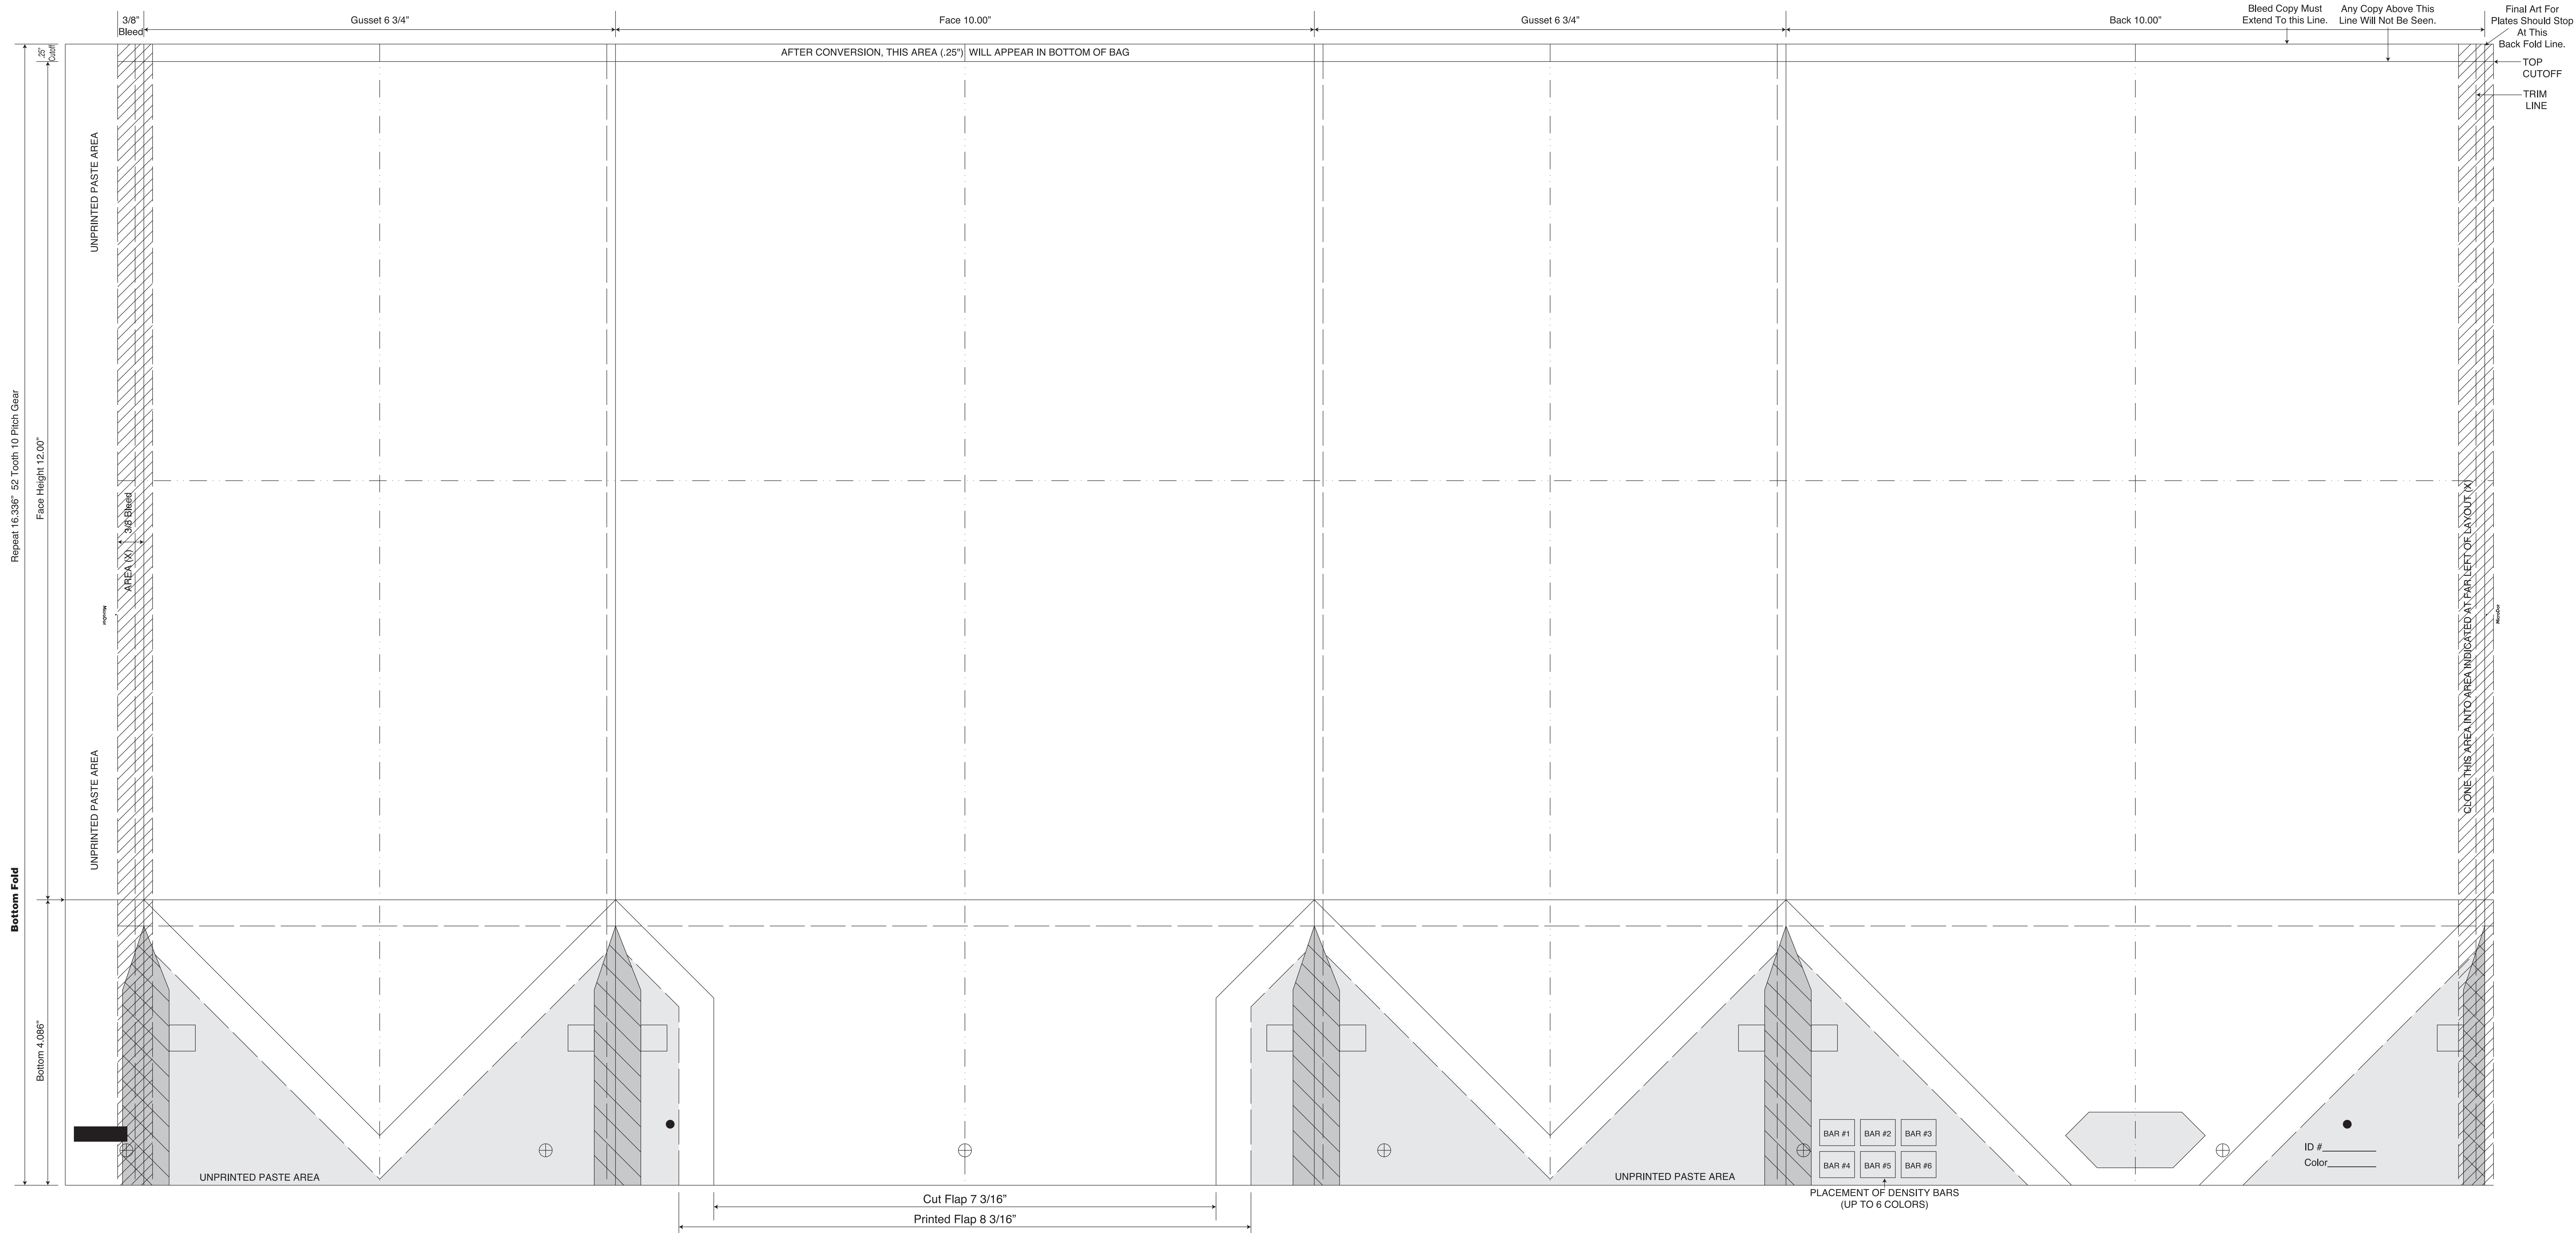 3/8"
Bleed
Gusset 6 3/4"
Face 10.00"
Gusset 6 3/4"
Back 10.00"
Bleed Copy Must
Extend To this Line.
Any Copy Above This
Line Will Not Be Seen.
Final Art For
Plates Should Stop
At This
Back Fold Line.
TOP
CUTOFF
TRIM
LINE
.25"
Cutoff
AFTER CONVERSION, THIS AREA (.25") WILL APPEAR IN BOTTOM OF BAG
UNPRINTED PASTE AREA
Repeat 16.336" 52 Tooth 10 Pitch Gear
Face Height 12.00"
AREA (X) 3/8 Bleed
MicroDot
CLONE THIS AREA INTO AREA INDICATED AT FAR LEFT OF LAYOUT (X)
MicroDot
UNPRINTED PASTE AREA
Bottom Fold
Bottom 4.086"
UNPRINTED PASTE AREA
UNPRINTED PASTE AREA
BAR #1
BAR #2
BAR #3
BAR #4
BAR #5
BAR #6
PLACEMENT OF DENSITY BARS
(UP TO 6 COLORS)
ID #
Color
Cut Flap 7 3/16"
Printed Flap 8 3/16"